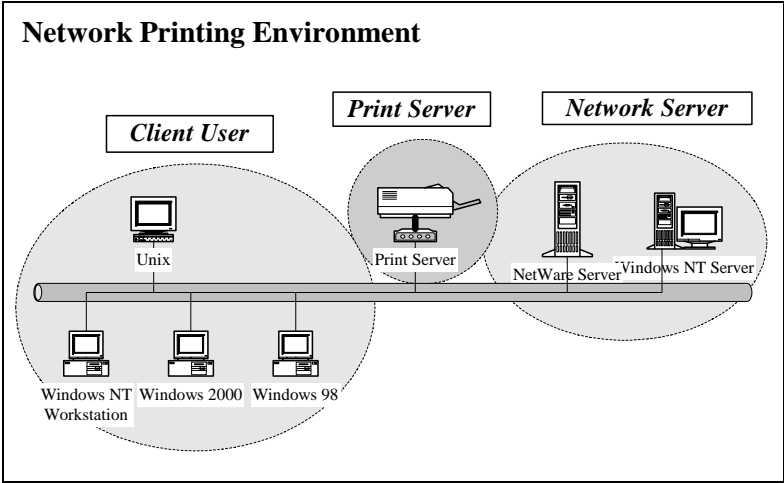 Network Printing Environment
Client User
Print Server
Network Server
Unix
Print Server
NetWare Server
Windows NT Server
Windows NT
Workstation
Windows 2000
Windows 98